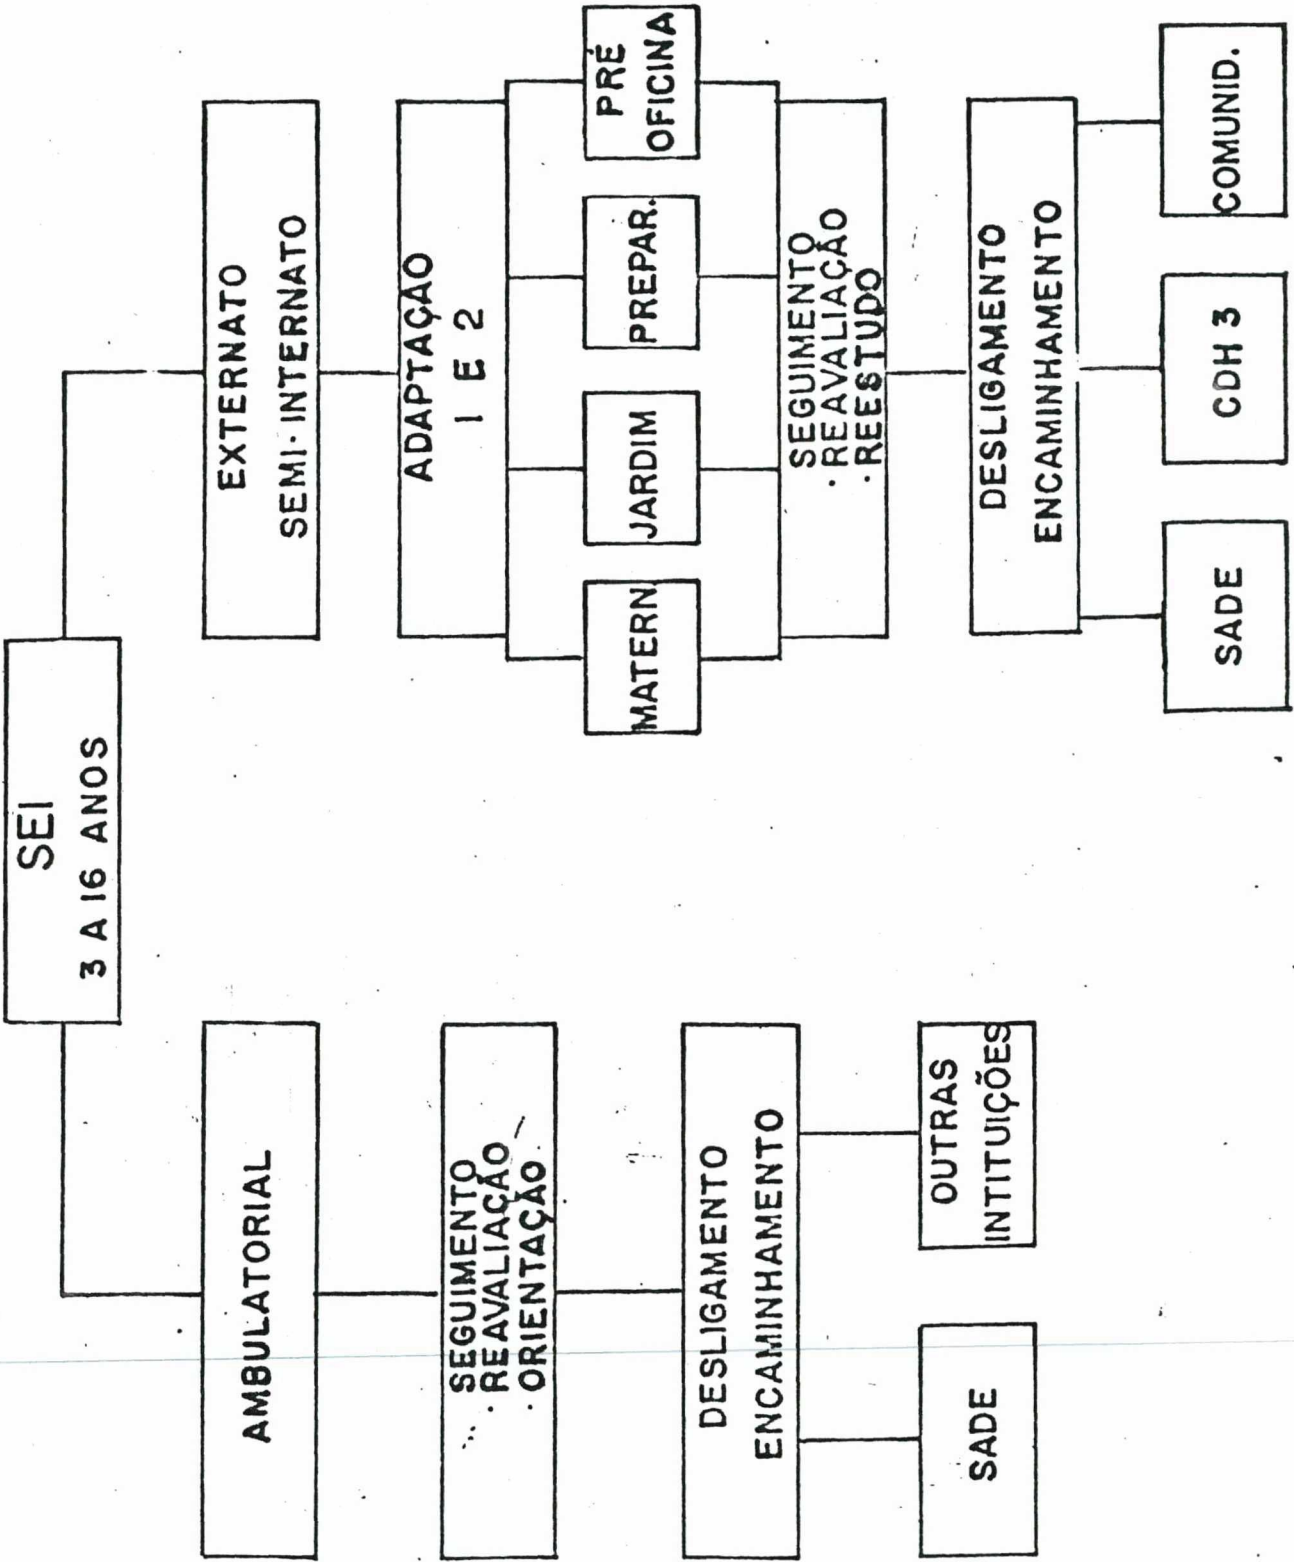 SEI
3 A 16 ANOS
AMBULATORIAL
SEGUIMENTO
· REAVALIAÇÃO
· ORIENTAÇÃO
DESLIGAMENTO
ENCAMINHAMENTO
SADE
OUTRAS
INTITUIÇÕES
EXTERNATO
SEMI-INTERNATO
ADAPTAÇÃO
1 E 2
MATERN.
JARDIM
PREPAR.
PRÉ
OFICINA
SEGUIMENTO
· REAVALIAÇÃO
· REESTUDO
DESLIGAMENTO
ENCAMINHAMENTO
SADE
CDH 3
COMUNID.